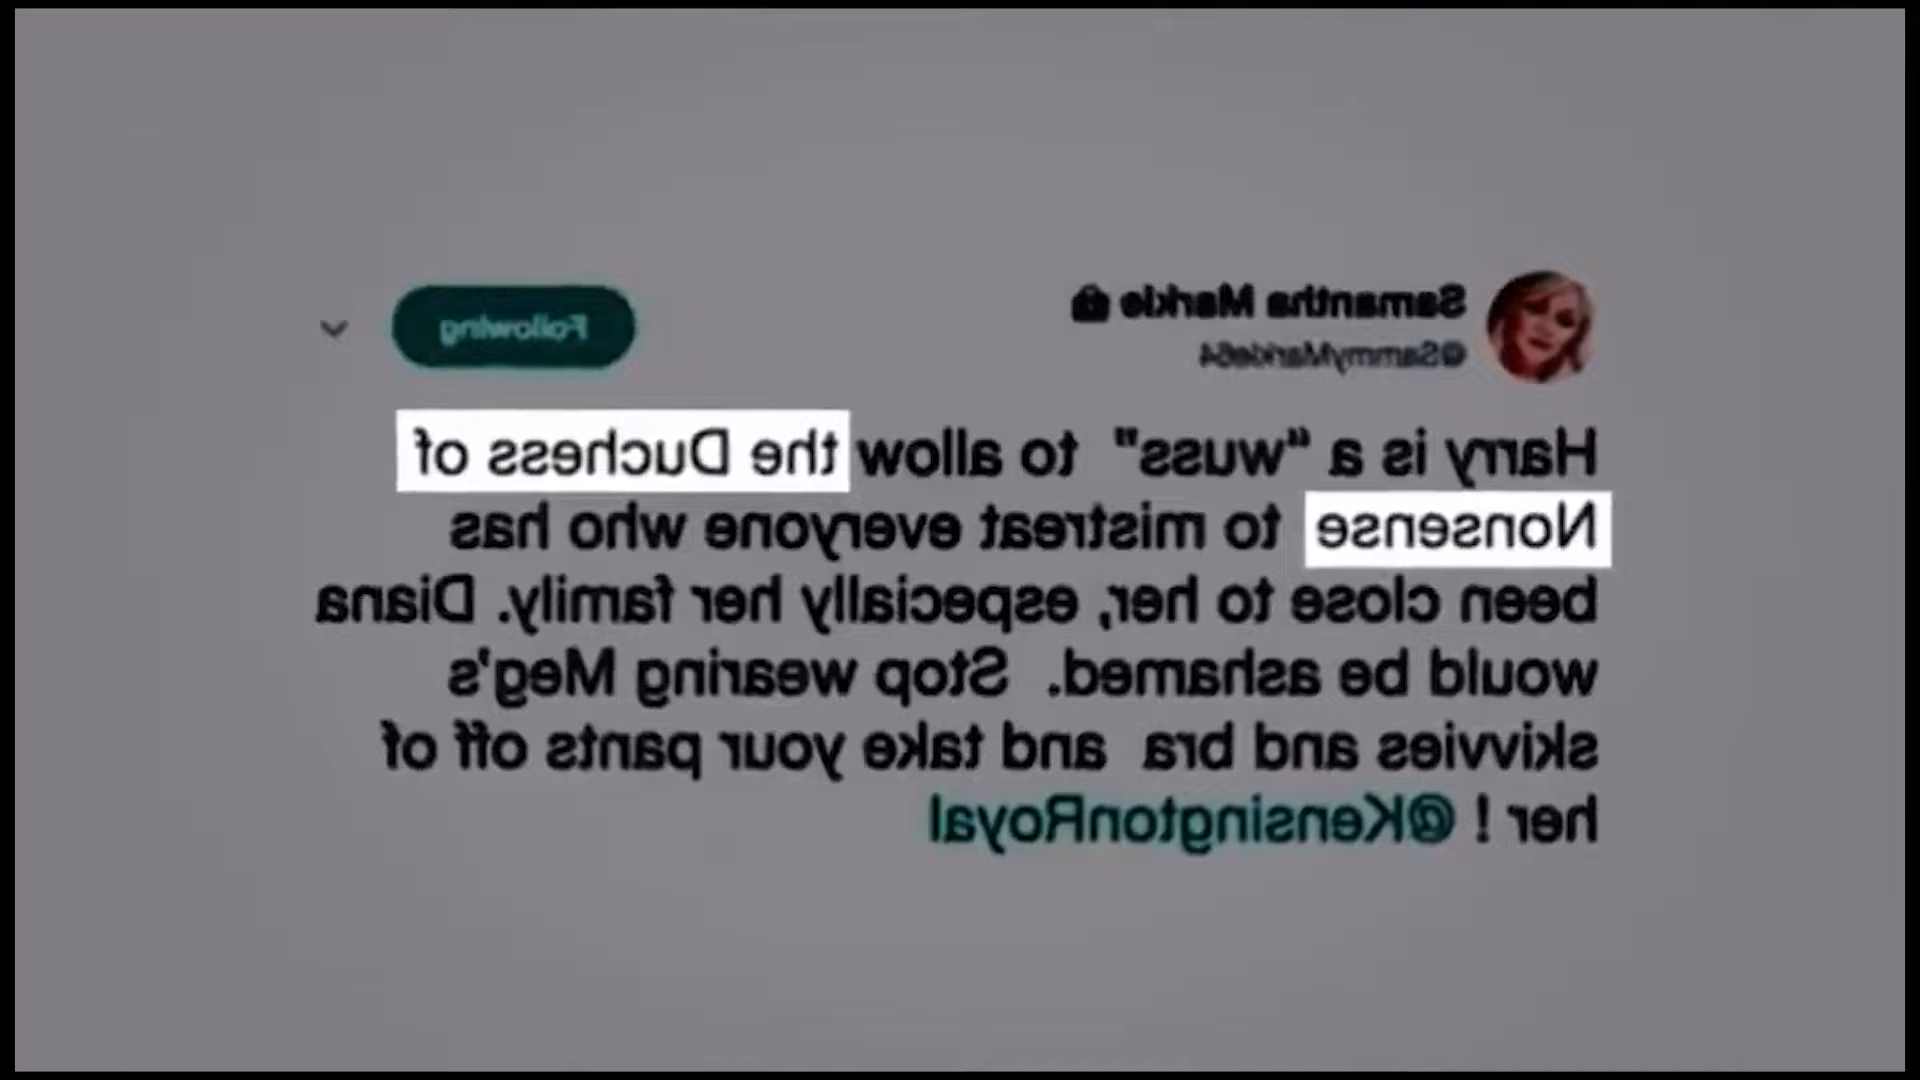 Samantha Markle
@SammyMarkle64
Following
Harry is a “wuss" to allow the Duchess of
Nonsense to mistreat everyone who has
been close to her, especially her family. Diana
would be ashamed. Stop wearing Meg's
skivvies and bra and take your pants off of
her ! @KensingtonRoyal